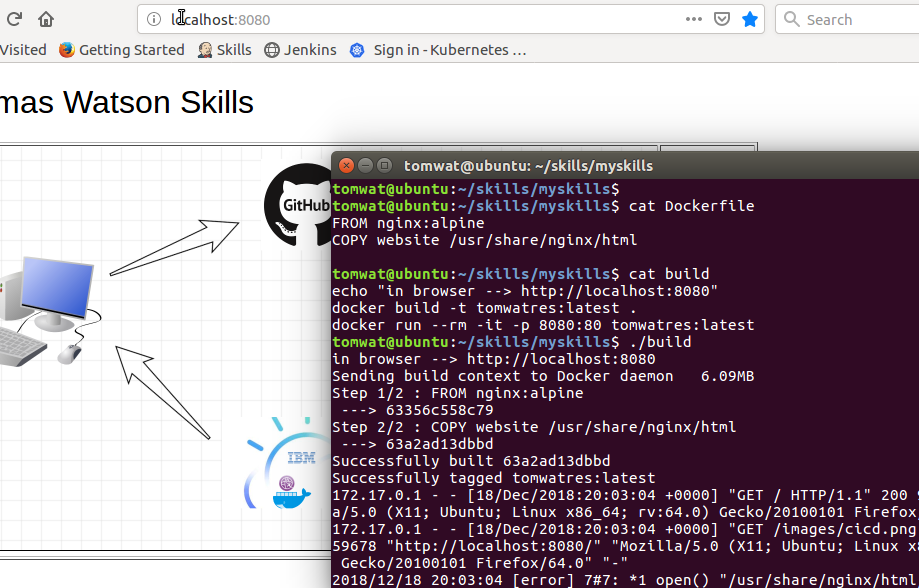 localhost:8080
Search
Visited Getting Started Skills Jenkins Sign in - Kubernetes …
mas Watson Skills
GitHub
IBM
tomwat@ubuntu: ~/skills/myskills
tomwat@ubuntu:~/skills/myskills$
tomwat@ubuntu:~/skills/myskills$ cat Dockerfile
FROM nginx:alpine
COPY website /usr/share/nginx/html
tomwat@ubuntu:~/skills/myskills$ cat build
echo "in browser --> http://localhost:8080"
docker build -t tomwatres:latest .
docker run --rm -it -p 8080:80 tomwatres:latest
tomwat@ubuntu:~/skills/myskills$ ./build
in browser --> http://localhost:8080
Sending build context to Docker daemon   6.09MB
Step 1/2 : FROM nginx:alpine
 ---> 63356c558c79
Step 2/2 : COPY website /usr/share/nginx/html
 ---> 63a2ad13dbbd
Successfully built 63a2ad13dbbd
Successfully tagged tomwatres:latest
172.17.0.1 - - [18/Dec/2018:20:03:04 +0000] "GET / HTTP/1.1" 200
a/5.0 (X11; Ubuntu; Linux x86_64; rv:64.0) Gecko/20100101 Firefox/
172.17.0.1 - - [18/Dec/2018:20:03:04 +0000] "GET /images/cicd.png
59678 "http://localhost:8080/" "Mozilla/5.0 (X11; Ubuntu; Linux x8
 Gecko/20100101 Firefox/64.0" "-"
2018/12/18 20:03:04 [error] 7#7: *1 open() "/usr/share/nginx/html